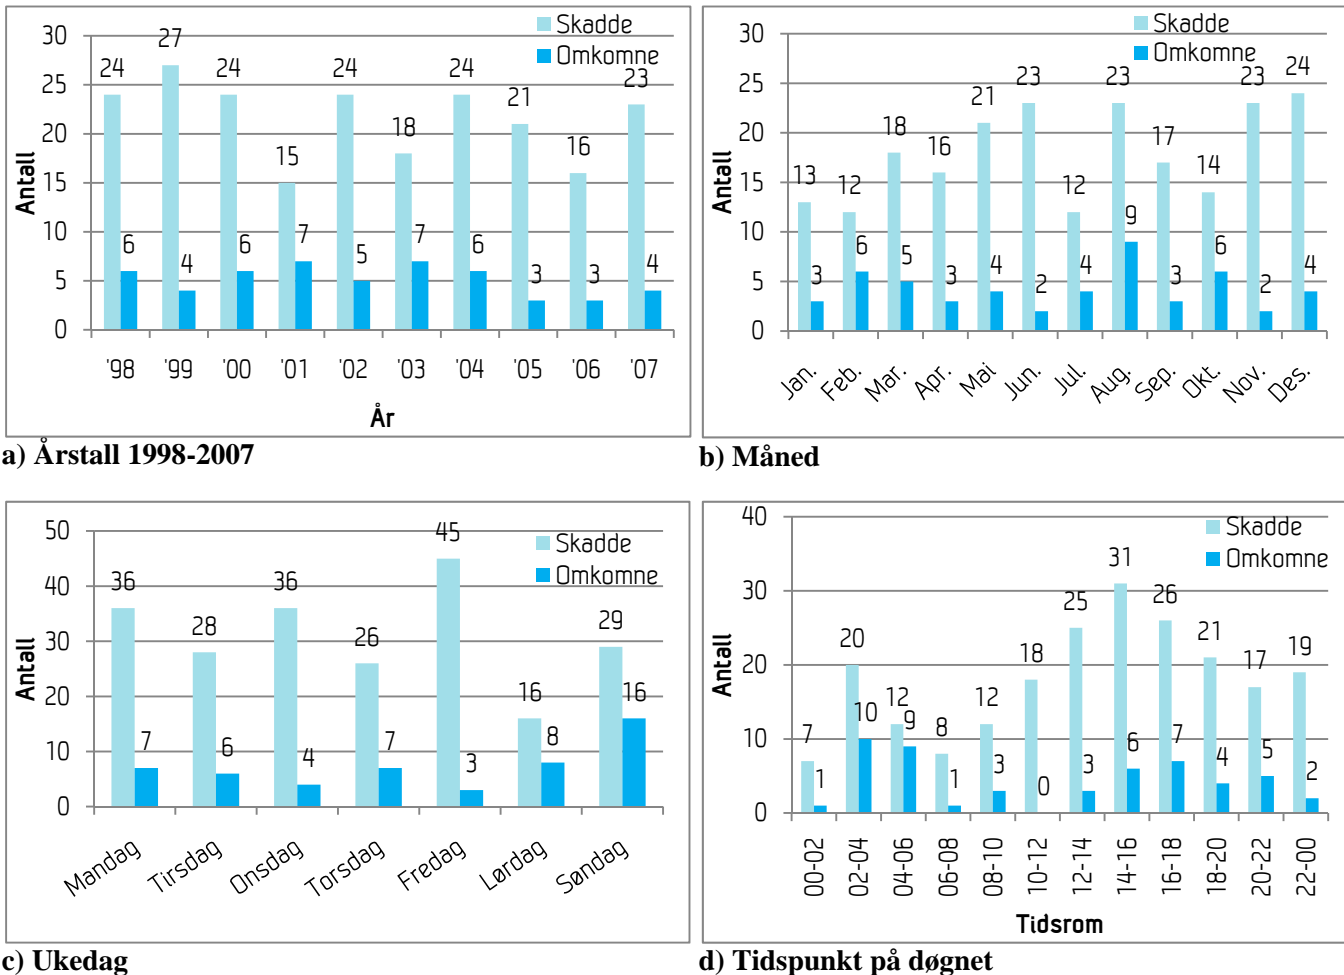 Skadde
Omkomne
30
25
20
15
10
5
0
Antall
24 27 24 15 24 18 24 21 16 23
6 4 6 7 5 7 6 3 3 4
'98 '99 '00 '01 '02 '03 '04 '05 '06 '07
År
a) Årstall 1998-2007
Skadde
Omkomne
30
25
20
15
10
5
0
Antall
13 12 18 16 21 23 12 23 17 14 23 24
3 6 5 3 4 2 4 9 3 6 2 4
Jan. Feb. Mar. Apr. Mai Jun. Jul. Aug. Sep. Okt. Nov. Des.
b) Måned
Skadde
Omkomne
50
40
30
20
10
0
Antall
36 28 36 26 45 16 29
7 6 4 7 3 8 16
Mandag Tirsdag Onsdag Torsdag Fredag Lørdag Søndag
c) Ukedag
Skadde
Omkomne
40
30
20
10
0
Antall
7 20 12 8 12 18 25 31 26 21 17 19
1 10 9 1 3 0 3 6 7 4 5 2
00-02 02-04 04-06 06-08 08-10 10-12 12-14 14-16 16-18 18-20 20-22 22-00
Tidsrom
d) Tidspunkt på døgnet